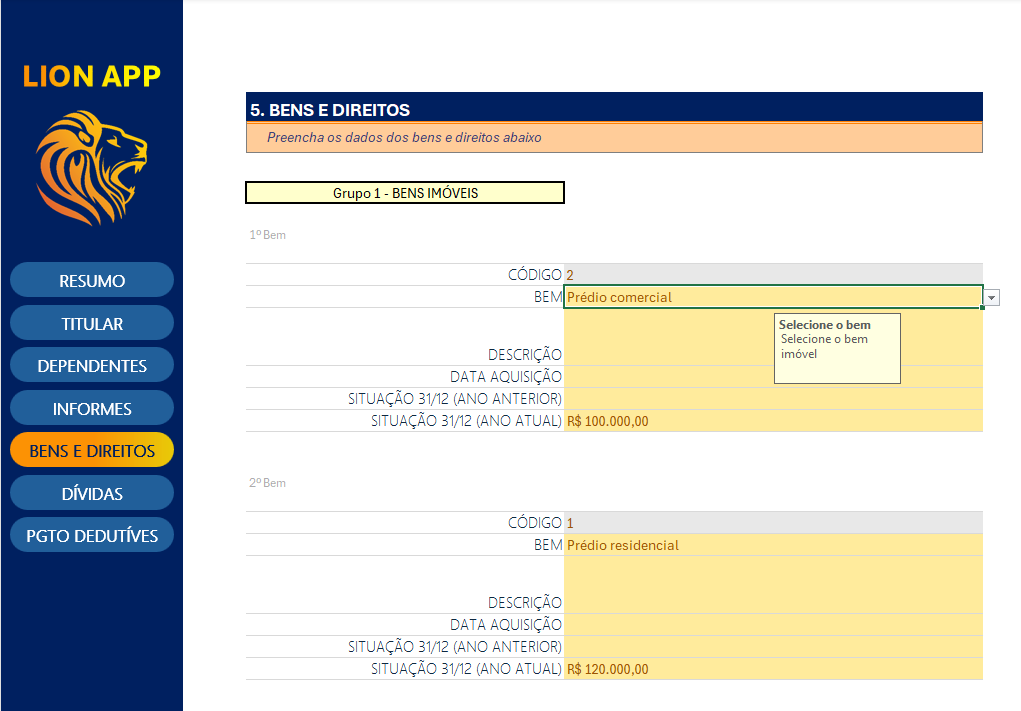 LION APP
RESUMO
TITULAR
DEPENDENTES
INFORMES
BENS E DIREITOS
DÍVIDAS
PGTO DEDUTÍVES
5. BENS E DIREITOS
Preencha os dados dos bens e direitos abaixo
Grupo 1 - BENS IMÓVEIS
1º Bem
CÓDIGO 2
BEM Prédio comercial
Selecione o bem
Selecione o bem
imóvel
DESCRIÇÃO
DATA AQUISIÇÃO
SITUAÇÃO 31/12 (ANO ANTERIOR)
SITUAÇÃO 31/12 (ANO ATUAL) R$ 100.000,00
2º Bem
CÓDIGO 1
BEM Prédio residencial
DESCRIÇÃO
DATA AQUISIÇÃO
SITUAÇÃO 31/12 (ANO ANTERIOR)
SITUAÇÃO 31/12 (ANO ATUAL) R$ 120.000,00